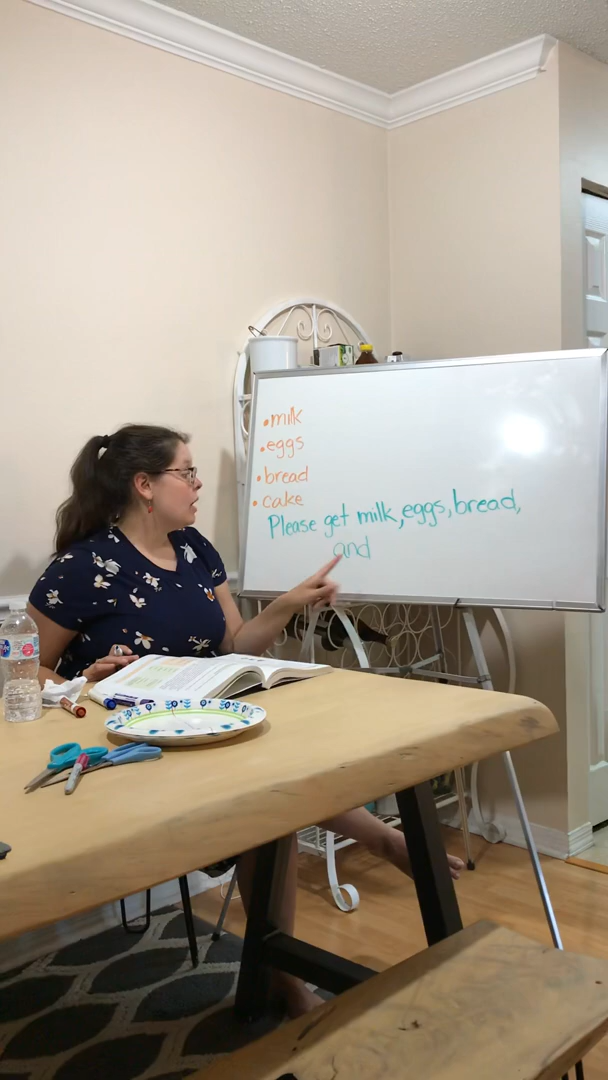 •milk
•eggs
•bread
•cake
Please get milk, eggs, bread,
and